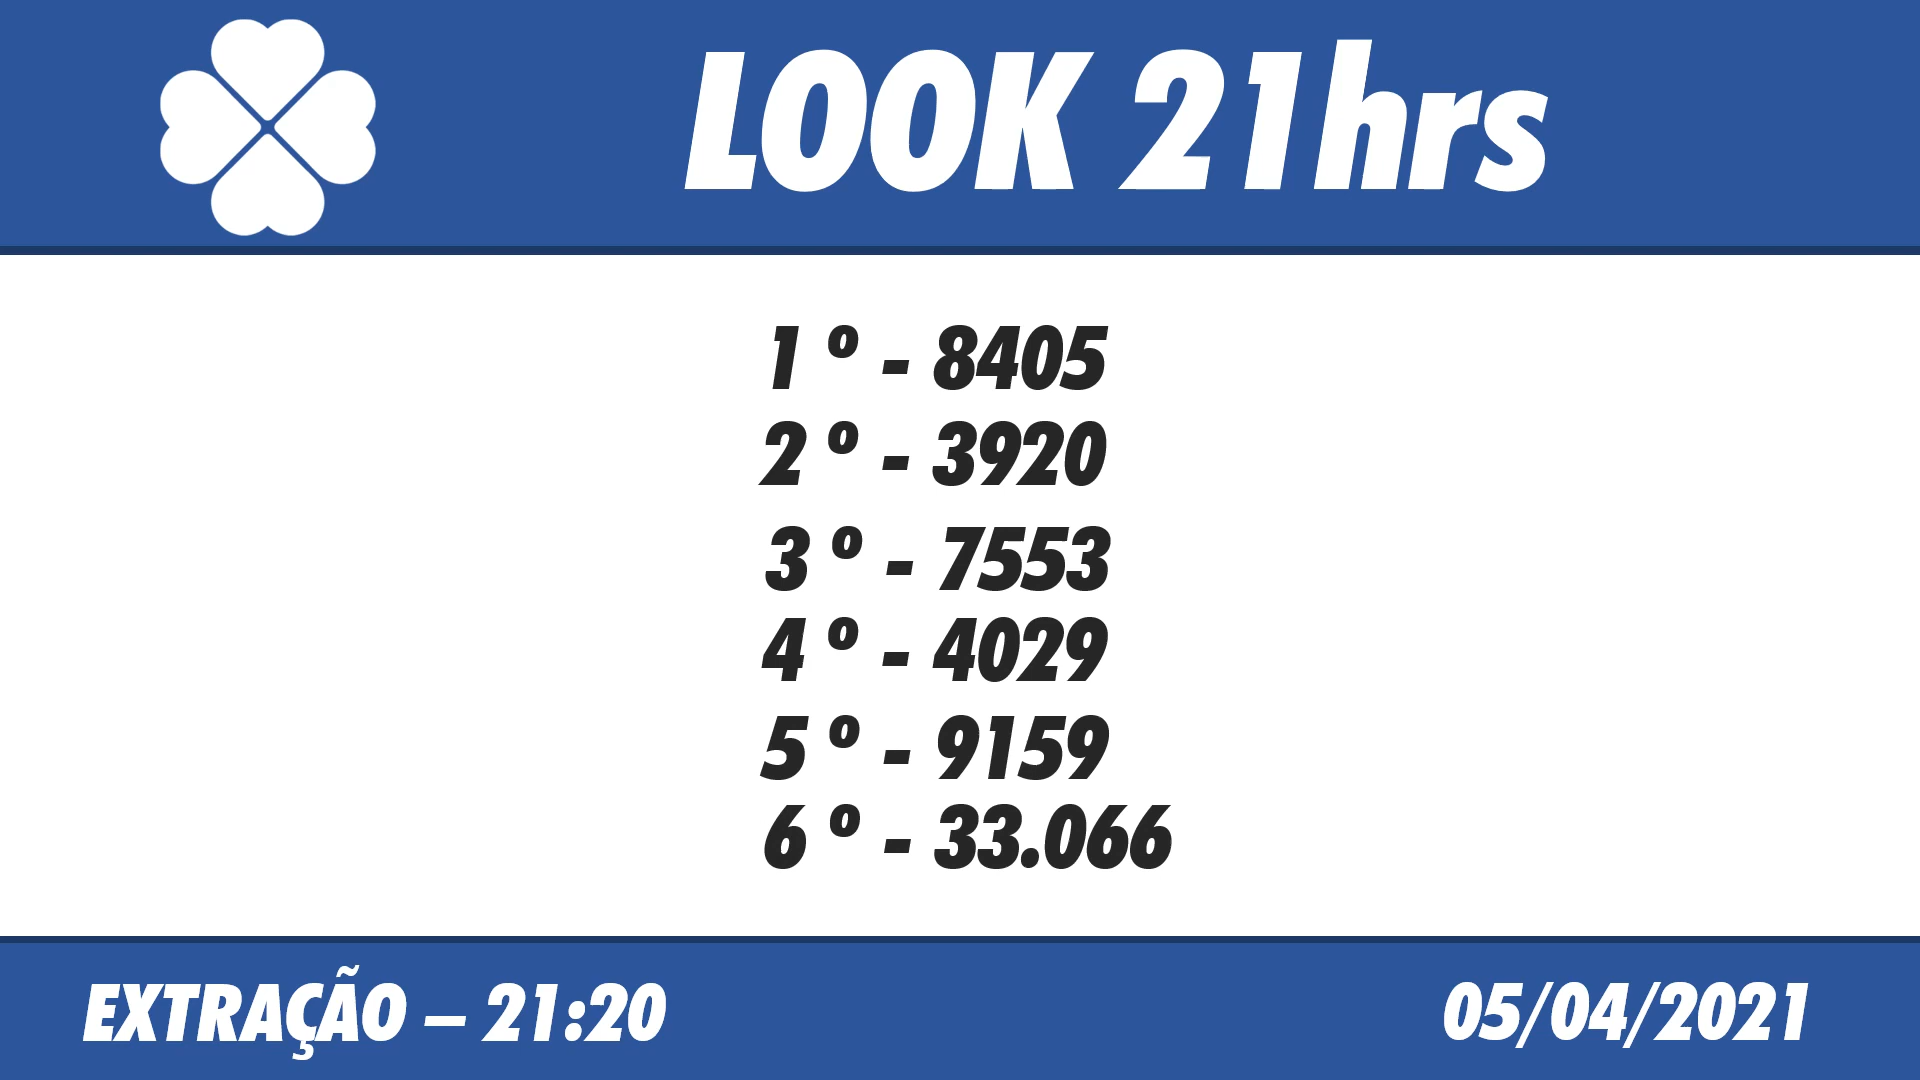 LOOK 21hrs
1 º - 8405
2 º - 3920
3 º - 7553
4 º - 4029
5 º - 9159
6 º - 33.066
EXTRAÇÃO – 21:20
05/04/2021